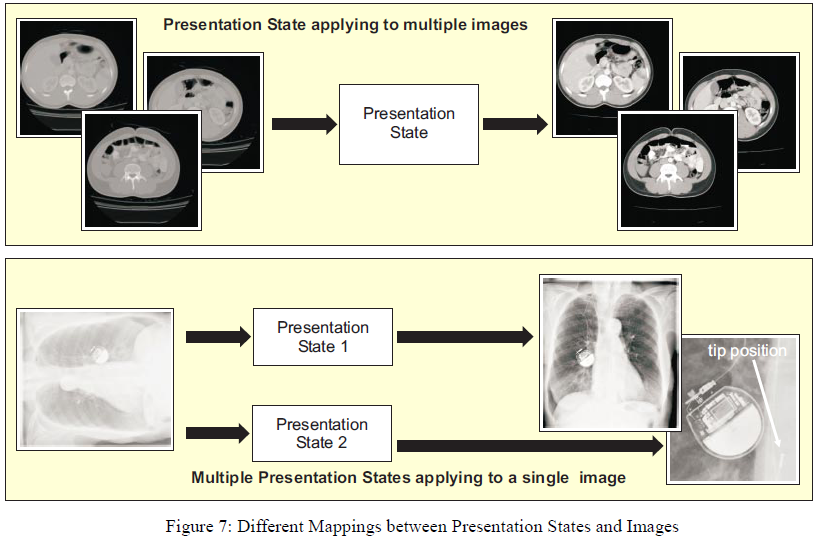 Presentation State applying to multiple images
Presentation
State
Presentation
State 1
tip position
Presentation
State 2
Multiple Presentation States applying to a single image
Figure 7: Different Mappings between Presentation States and Images